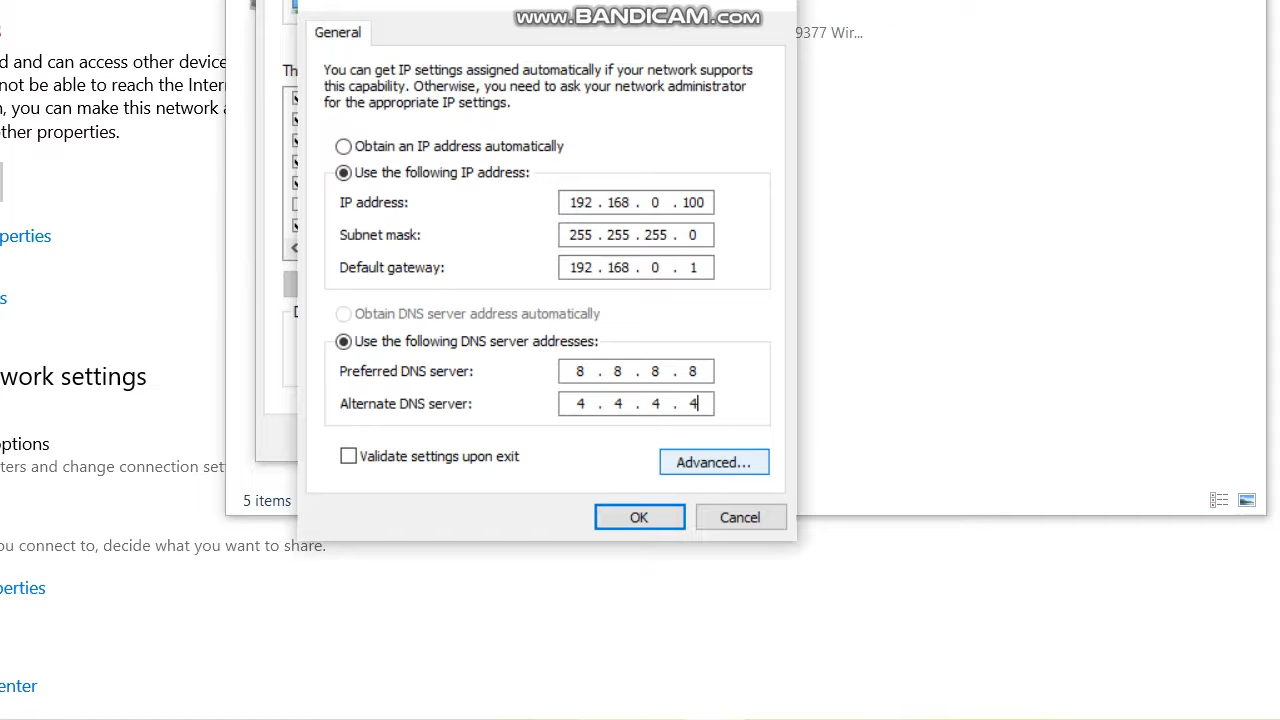 www.BANDICAM.com
General
9377 Wir...
d and can access other device
You can get IP settings assigned automatically if your network supports
this capability. Otherwise, you need to ask your network administrator
for the appropriate IP settings.
Th
not be able to reach the Inter
, you can make this network a
ther properties.
Obtain an IP address automatically
Use the following IP address:
IP address: 192 . 168 . 0 . 100
Subnet mask: 255 . 255 . 255 . 0
perties
Default gateway: 192 . 168 . 0 . 1
s
Obtain DNS server address automatically
Use the following DNS server addresses:
Preferred DNS server: 8 . 8 . 8 . 8
work settings
Alternate DNS server: 4 . 4 . 4 . 4
options
Validate settings upon exit
Advanced...
ters and change connection set
5 items
OK
Cancel
ou connect to, decide what you want to share.
perties
enter